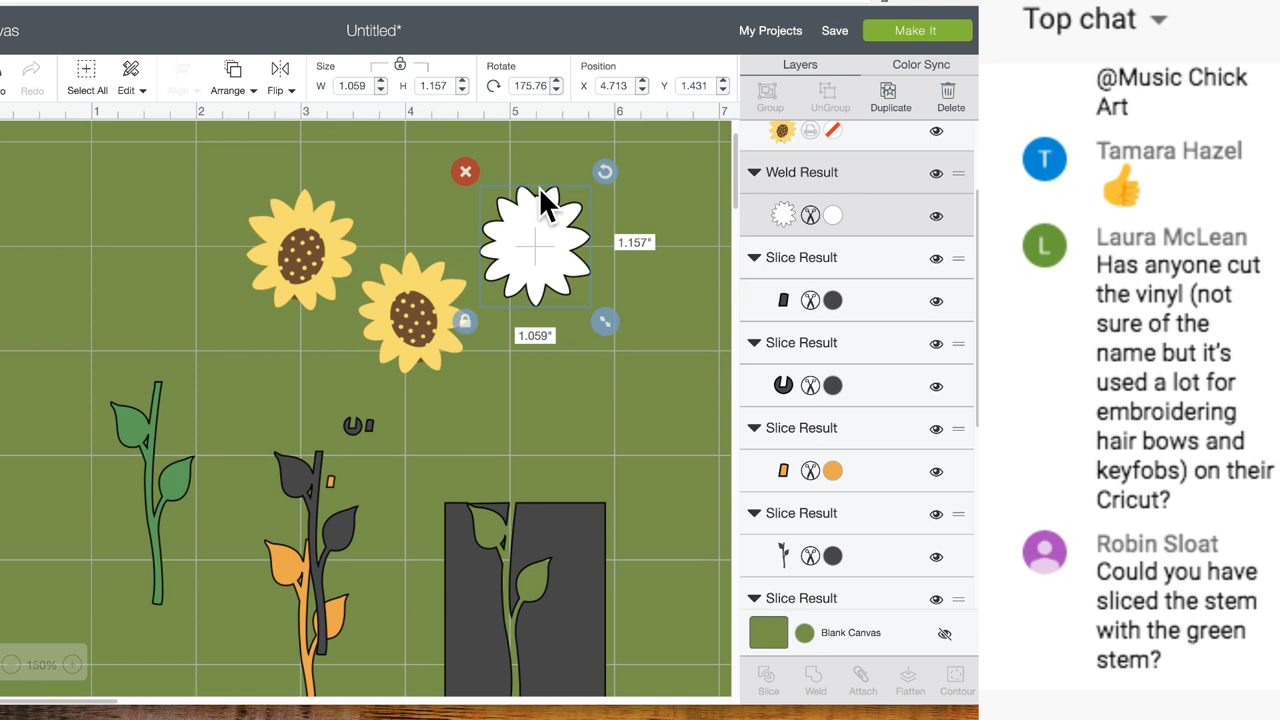 vas
Untitled*
My Projects
Save
Make It
o
Redo
Select All
Edit
Align
Arrange
Flip
Size
W 1.059
H 1.157
Rotate
175.76
Position
X 4.713
Y 1.431
Layers
Color Sync
Group
UnGroup
Duplicate
Delete
1
2
3
4
5
6
7
Weld Result
Slice Result
Slice Result
Slice Result
Slice Result
Slice Result
Blank Canvas
Slice
Weld
Attach
Flatten
Contour
1.157"
1.059"
150%
Top chat
@Music Chick
Art
T
Tamara Hazel
L
Laura McLean
Has anyone cut
the vinyl (not
sure of the
name but it's
used a lot for
embroidering
hair bows and
keyfobs) on their
Cricut?
Robin Sloat
Could you have
sliced the stem
with the green
stem?